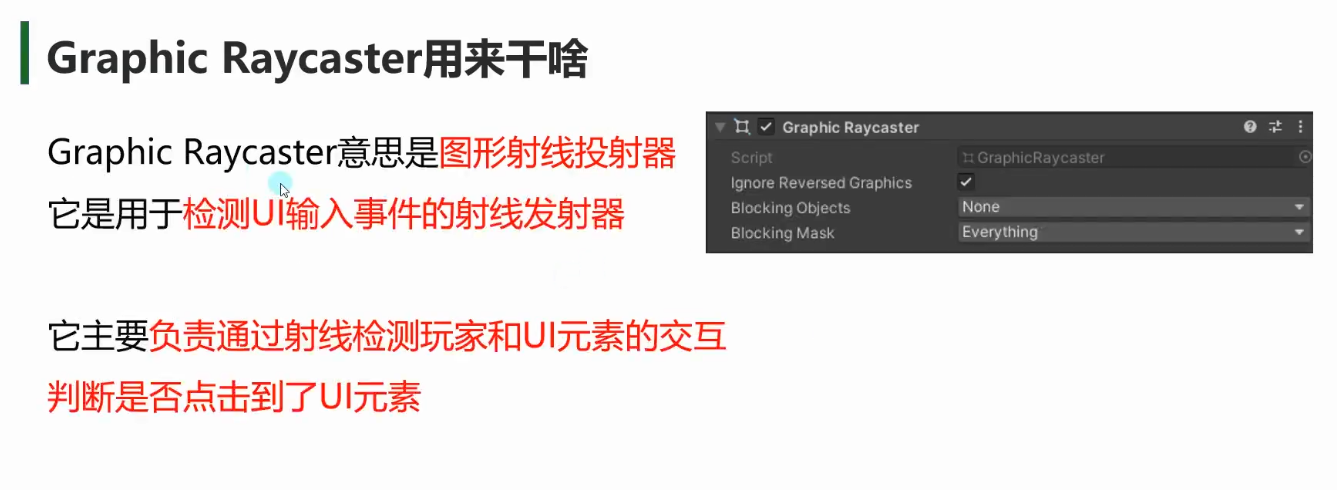 Graphic Raycaster用来干啥
Graphic Raycaster意思是图形射线投射器
它是用于检测UI输入事件的射线发射器
它主要负责通过射线检测玩家和UI元素的交互
判断是否点击到了UI元素
Graphic Raycaster
Script GraphicRaycaster
Ignore Reversed Graphics
Blocking Objects None
Blocking Mask Everything